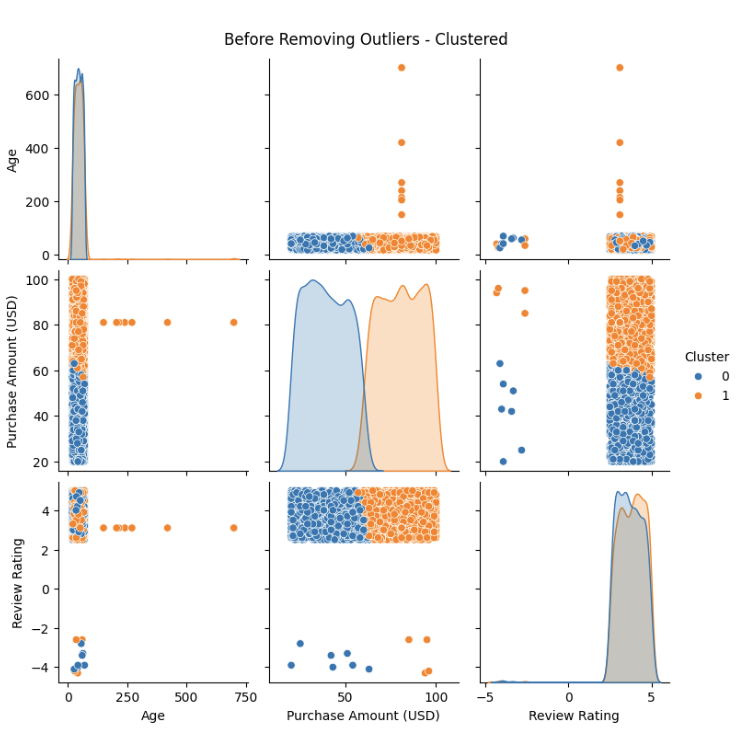 Before Removing Outliers - Clustered
Age
600
400
200
0
Purchase Amount (USD)
100
80
60
40
20
Cluster
0
1
Review Rating
4
2
0
−2
−4
0 250 500 750
50 100
−5 0 5
Age
Purchase Amount (USD)
Review Rating